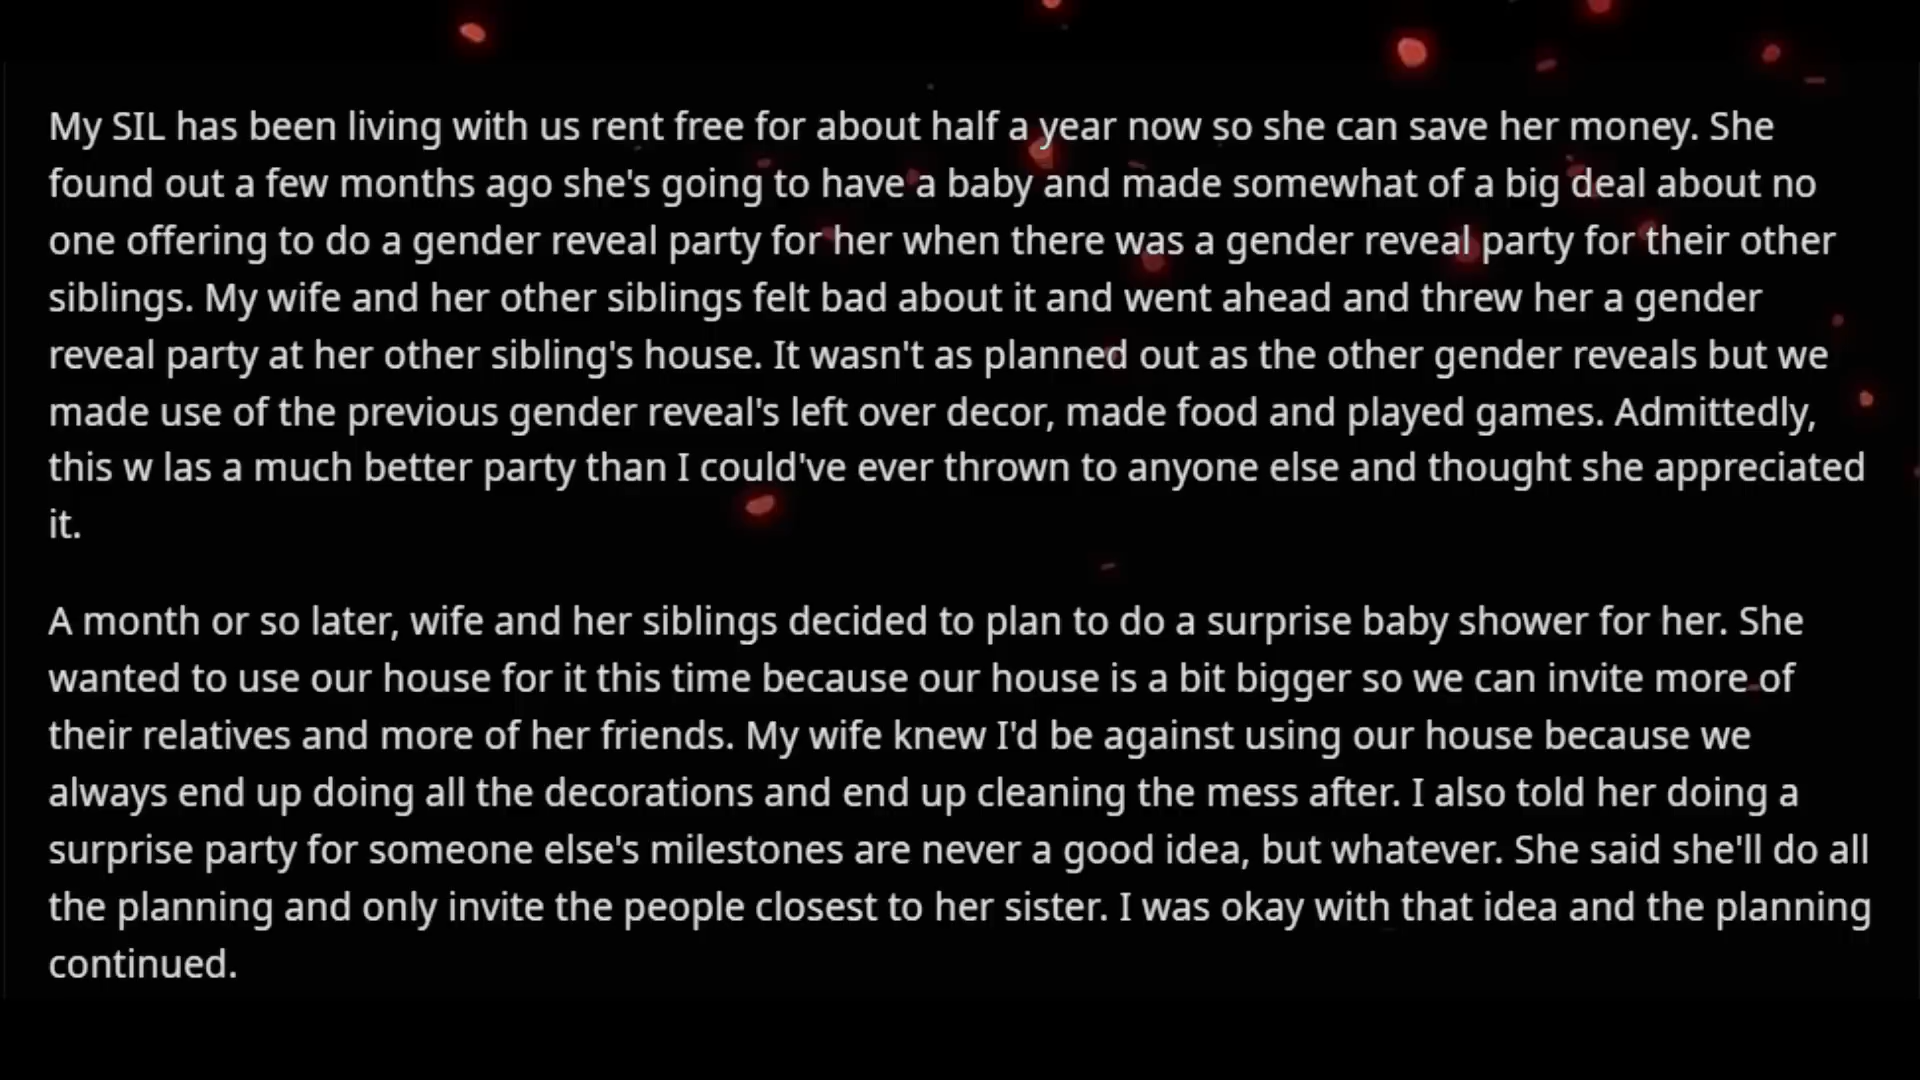 My SIL has been living with us rent free for about half a year now so she can save her money. She
found out a few months ago she's going to have a baby and made somewhat of a big deal about no
one offering to do a gender reveal party for her when there was a gender reveal party for their other
siblings. My wife and her other siblings felt bad about it and went ahead and threw her a gender
reveal party at her other sibling's house. It wasn't as planned out as the other gender reveals but we
made use of the previous gender reveal's left over decor, made food and played games. Admittedly,
this w las a much better party than I could've ever thrown to anyone else and thought she appreciated
it.
A month or so later, wife and her siblings decided to plan to do a surprise baby shower for her. She
wanted to use our house for it this time because our house is a bit bigger so we can invite more of
their relatives and more of her friends. My wife knew I'd be against using our house because we
always end up doing all the decorations and end up cleaning the mess after. I also told her doing a
surprise party for someone else's milestones are never a good idea, but whatever. She said she'll do all
the planning and only invite the people closest to her sister. I was okay with that idea and the planning
continued.